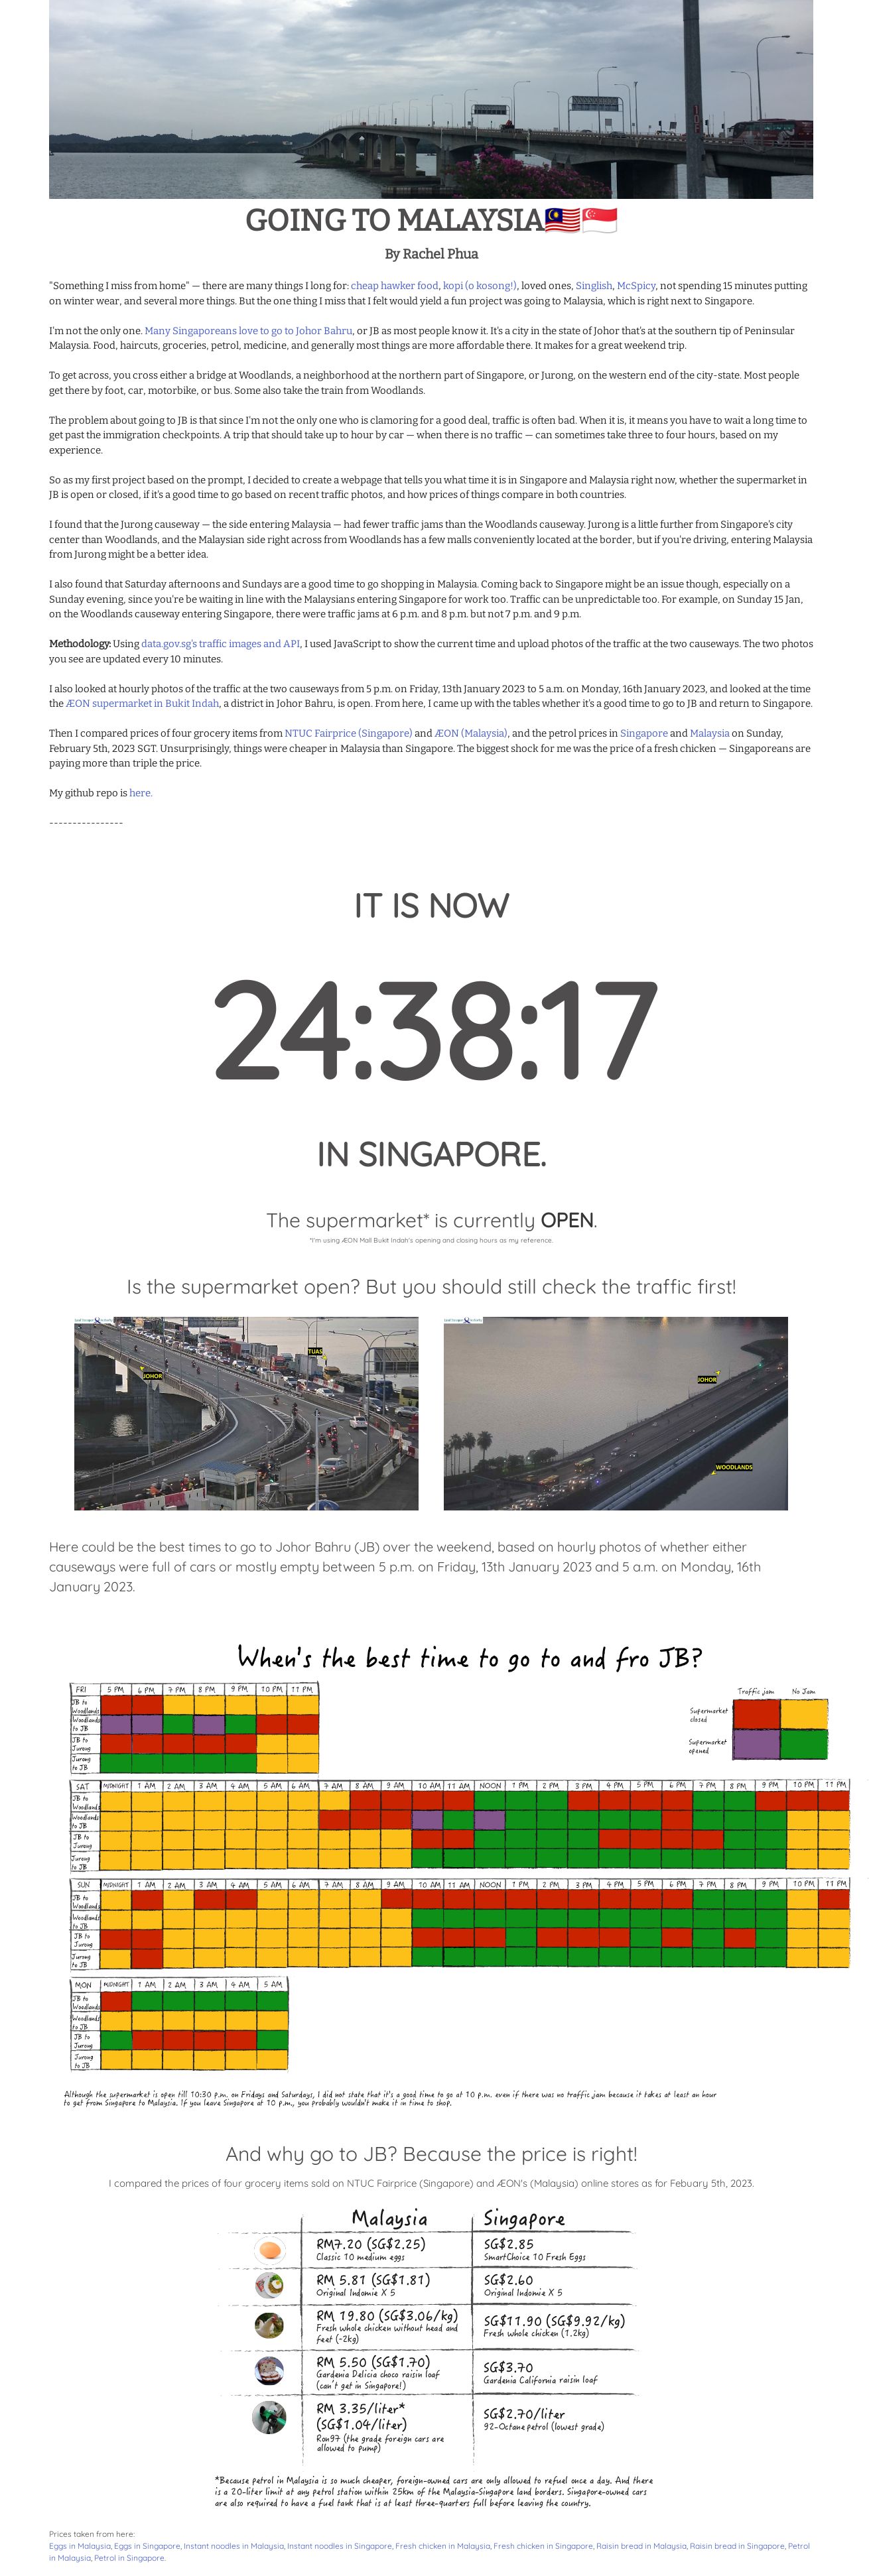 GOING TO MALAYSIA🇲🇾🇸🇬
By Rachel Phua
"Something I miss from home" — there are many things I long for: cheap hawker food, kopi (o kosong!), loved ones, Singlish, McSpicy, not spending 15 minutes putting
on winter wear, and several more things. But the one thing I miss that I felt would yield a fun project was going to Malaysia, which is right next to Singapore.
I'm not the only one. Many Singaporeans love to go to Johor Bahru, or JB as most people know it. It's a city in the state of Johor that's at the southern tip of Peninsular
Malaysia. Food, haircuts, groceries, petrol, medicine, and generally most things are more affordable there. It makes for a great weekend trip.
To get across, you cross either a bridge at Woodlands, a neighborhood at the northern part of Singapore, or Jurong, on the western end of the city-state. Most people
get there by foot, car, motorbike, or bus. Some also take the train from Woodlands.
The problem about going to JB is that since I'm not the only one who is clamoring for a good deal, traffic is often bad. When it is, it means you have to wait a long time to
get past the immigration checkpoints. A trip that should take up to hour by car — when there is no traffic — can sometimes take three to four hours, based on my
experience.
So as my first project based on the prompt, I decided to create a webpage that tells you what time it is in Singapore and Malaysia right now, whether the supermarket in
JB is open or closed, if it's a good time to go based on recent traffic photos, and how prices of things compare in both countries.
I found that the Jurong causeway — the side entering Malaysia — had fewer traffic jams than the Woodlands causeway. Jurong is a little further from Singapore's city
center than Woodlands, and the Malaysian side right across from Woodlands has a few malls conveniently located at the border, but if you're driving, entering Malaysia
from Jurong might be a better idea.
I also found that Saturday afternoons and Sundays are a good time to go shopping in Malaysia. Coming back to Singapore might be an issue though, especially on a
Sunday evening, since you're be waiting in line with the Malaysians entering Singapore for work too. Traffic can be unpredictable too. For example, on Sunday 15 Jan,
on the Woodlands causeway entering Singapore, there were traffic jams at 6 p.m. and 8 p.m. but not 7 p.m. and 9 p.m.
Methodology: Using data.gov.sg's traffic images and API, I used JavaScript to show the current time and upload photos of the traffic at the two causeways. The two photos
you see are updated every 10 minutes.
I also looked at hourly photos of the traffic at the two causeways from 5 p.m. on Friday, 13th January 2023 to 5 a.m. on Monday, 16th January 2023, and looked at the time
the ÆON supermarket in Bukit Indah, a district in Johor Bahru, is open. From here, I came up with the tables whether it's a good time to go to JB and return to Singapore.
Then I compared prices of four grocery items from NTUC Fairprice (Singapore) and ÆON (Malaysia), and the petrol prices in Singapore and Malaysia on Sunday,
February 5th, 2023 SGT. Unsurprisingly, things were cheaper in Malaysia than Singapore. The biggest shock for me was the price of a fresh chicken — Singaporeans are
paying more than triple the price.
My github repo is here.
----------------
IT IS NOW
24:38:17
IN SINGAPORE.
The supermarket* is currently OPEN.
*I'm using ÆON Mall Bukit Indah's opening and closing hours as my reference.
Is the supermarket open? But you should still check the traffic first!
JOHOR
TUAS
JOHOR
WOODLANDS
Here could be the best times to go to Johor Bahru (JB) over the weekend, based on hourly photos of whether either
causeways were full of cars or mostly empty between 5 p.m. on Friday, 13th January 2023 and 5 a.m. on Monday, 16th
January 2023.
When's the best time to go to and fro JB?
Traffic jam No Jam
Supermarket closed
Supermarket opened
FRI 5 PM 6 PM 7 PM 8 PM 9 PM 10 PM 11 PM
JB to Woodlands
Woodlands to JB
JB to Jurong
Jurong to JB
SAT MIDNIGHT 1 AM 2 AM 3 AM 4 AM 5 AM 6 AM 7 AM 8 AM 9 AM 10 AM 11 AM NOON 1 PM 2 PM 3 PM 4 PM 5 PM 6 PM 7 PM 8 PM 9 PM 10 PM 11 PM
JB to Woodlands
Woodlands to JB
JB to Jurong
Jurong to JB
SUN MIDNIGHT 1 AM 2 AM 3 AM 4 AM 5 AM 6 AM 7 AM 8 AM 9 AM 10 AM 11 AM NOON 1 PM 2 PM 3 PM 4 PM 5 PM 6 PM 7 PM 8 PM 9 PM 10 PM 11 PM
JB to Woodlands
Woodlands to JB
JB to Jurong
Jurong to JB
MON MIDNIGHT 1 AM 2 AM 3 AM 4 AM 5 AM
JB to Woodlands
Woodlands to JB
JB to Jurong
Jurong to JB
Although the supermarket is open till 10:30 p.m. on Fridays and Saturdays, I did not state that it's a good time to go at 10 p.m. even if there was no traffic jam because it takes at least an hour
to get from Singapore to Malaysia. If you leave Singapore at 10 p.m., you probably wouldn't make it in time to shop.
And why go to JB? Because the price is right!
I compared the prices of four grocery items sold on NTUC Fairprice (Singapore) and ÆON's (Malaysia) online stores as for Febuary 5th, 2023.
Malaysia Singapore
RM7.20 (SG$2.25)
Classic 10 medium eggs
SG$2.85
SmartChoice 10 Fresh Eggs
RM 5.81 (SG$1.81)
Original Indomie X 5
SG$2.60
Original Indomie X 5
RM 19.80 (SG$3.06/kg)
Fresh whole chicken without head and
feet (~2kg)
SG$11.90 (SG$9.92/kg)
Fresh whole chicken (1.2kg)
RM 5.50 (SG$1.70)
Gardenia Delicia choco raisin loaf
(can't get in Singapore!)
SG$3.70
Gardenia California raisin loaf
RM 3.35/liter*
(SG$1.04/liter)
Ron97 (the grade foreign cars are
allowed to pump)
SG$2.70/liter
92-Octane petrol (lowest grade)
*Because petrol in Malaysia is so much cheaper, foreign-owned cars are only allowed to refuel once a day. And there
is a 20-liter limit at any petrol station within 25km of the Malaysia-Singapore land borders. Singapore-owned cars
are also required to have a fuel tank that is at least three-quarters full before leaving the country.
Prices taken from here:
Eggs in Malaysia, Eggs in Singapore, Instant noodles in Malaysia, Instant noodles in Singapore, Fresh chicken in Malaysia, Fresh chicken in Singapore, Raisin bread in Malaysia, Raisin bread in Singapore, Petrol
in Malaysia, Petrol in Singapore.